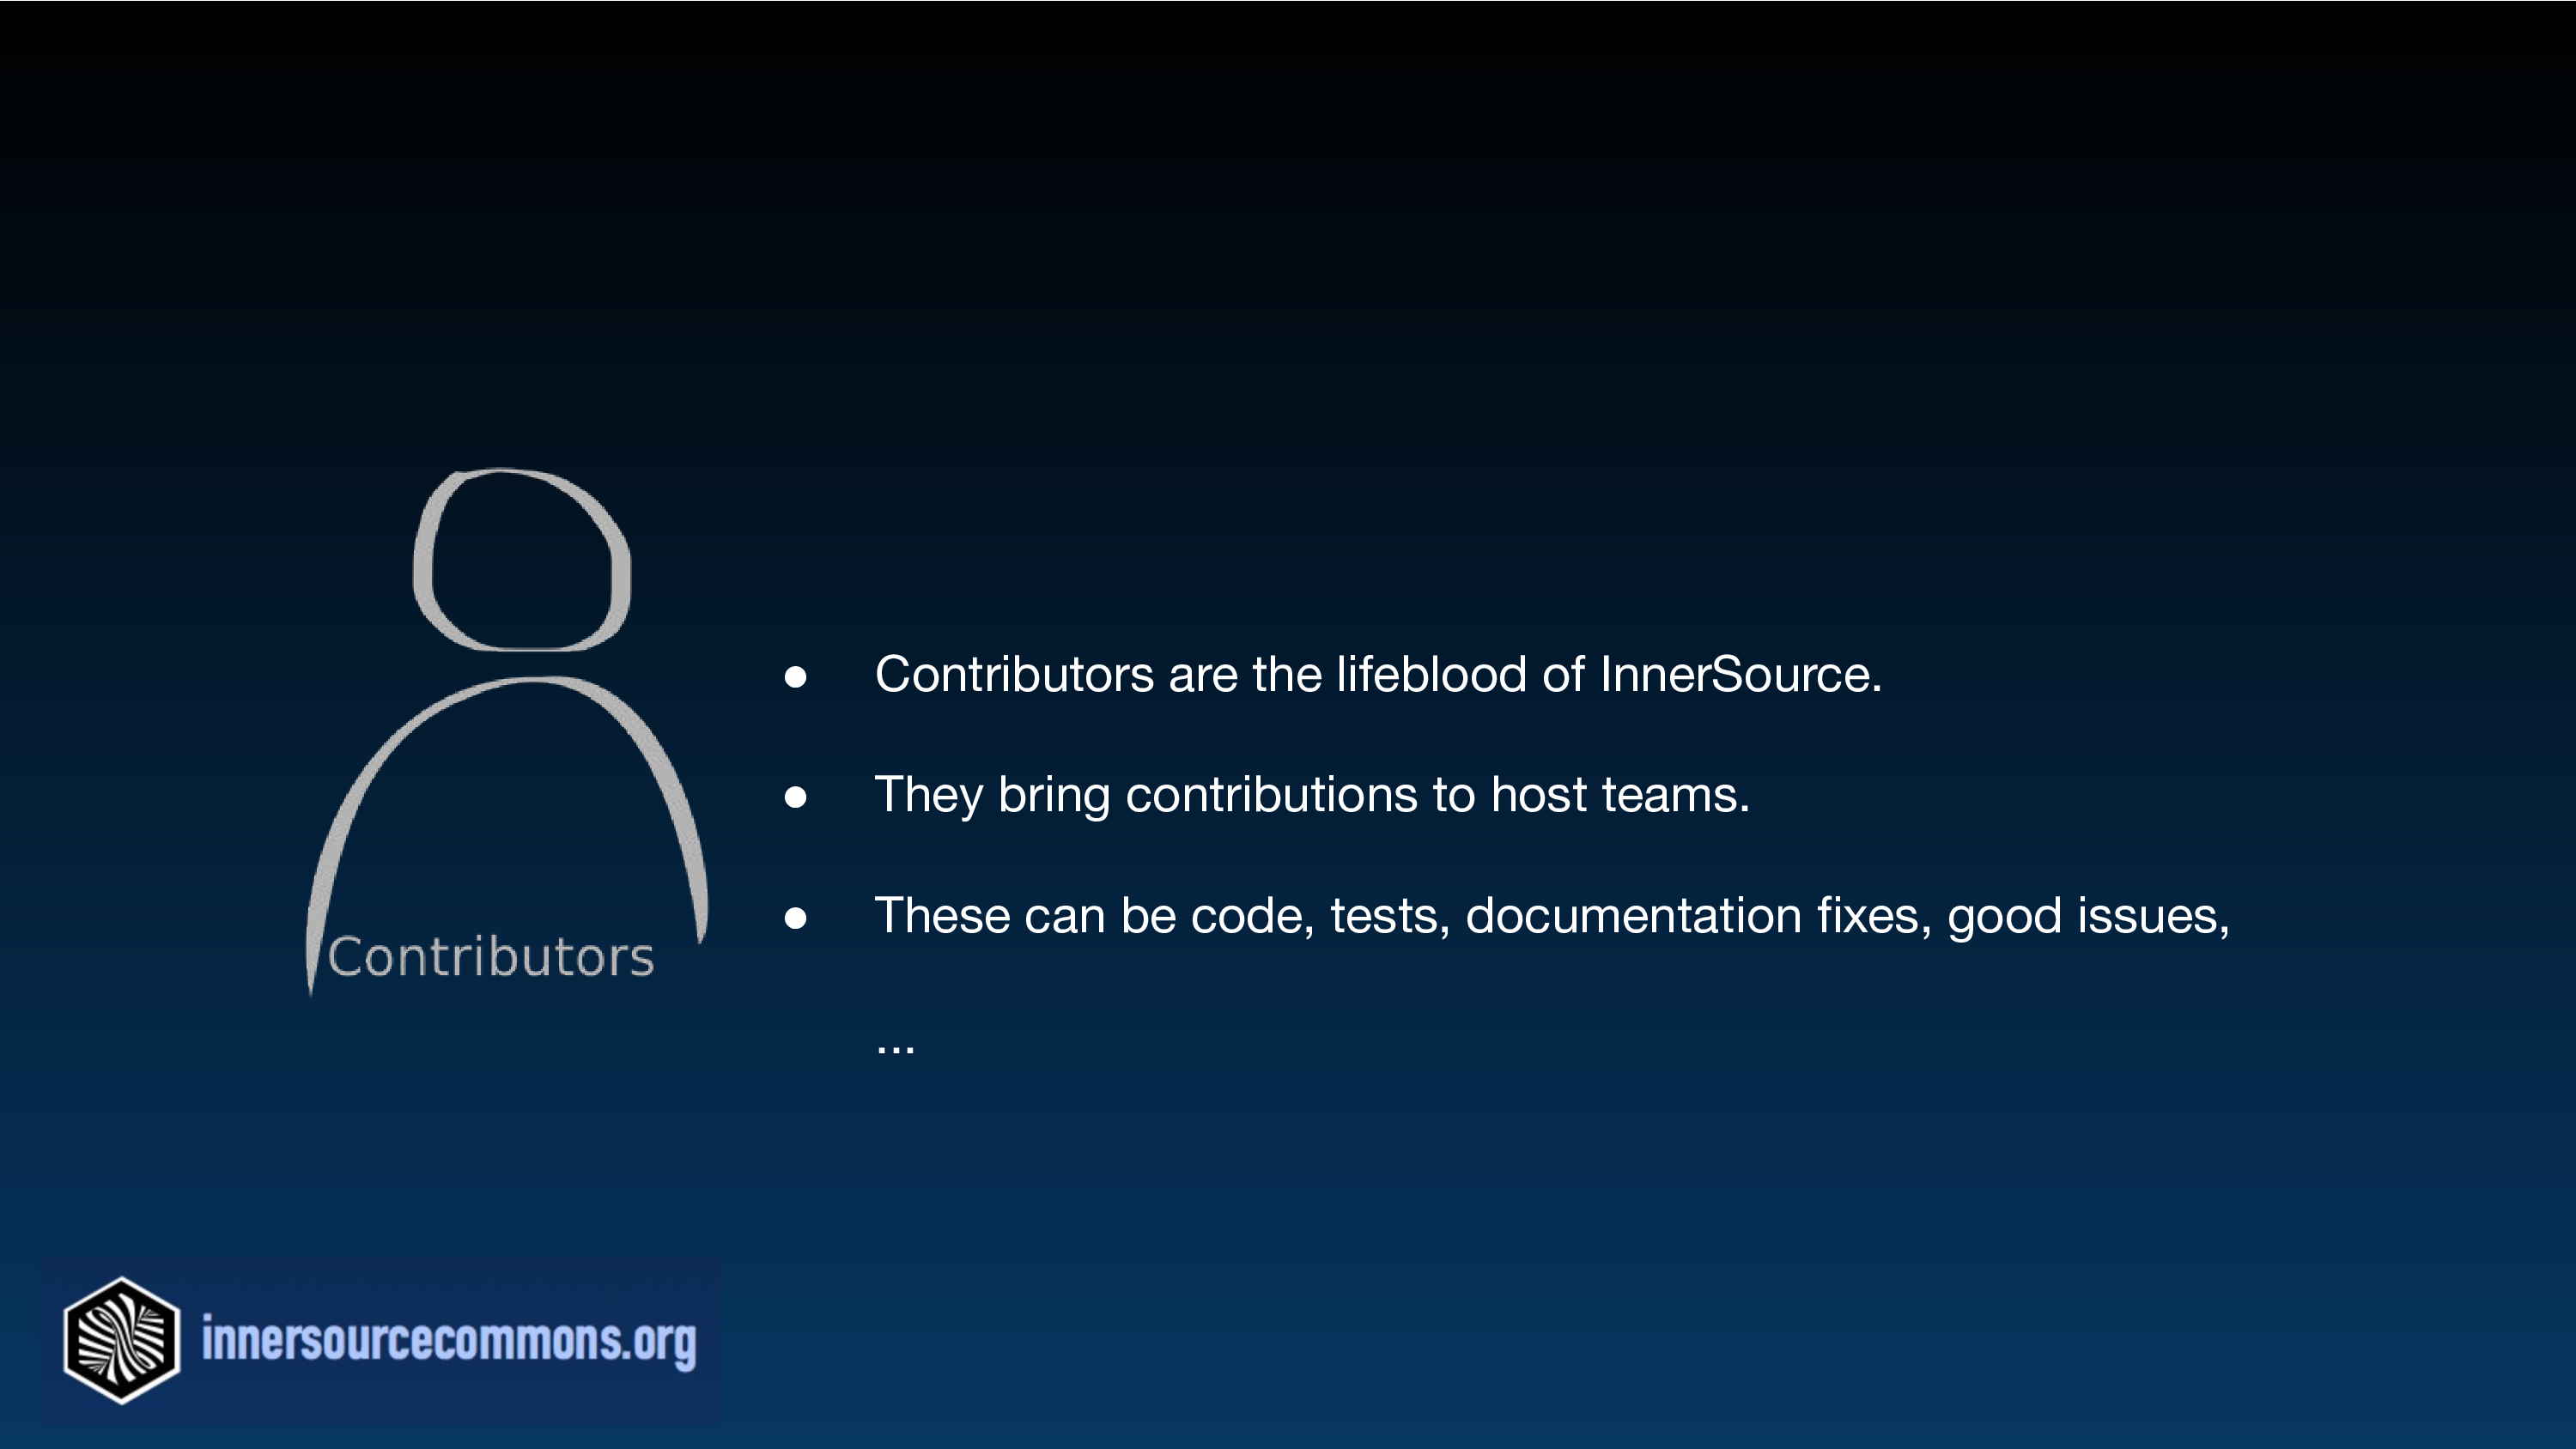 ● Contributors are the lifeblood of InnerSource.
● They bring contributions to host teams.
● These can be code, tests, documentation fixes, good issues,
...
Contributors
innersourcecommons.org